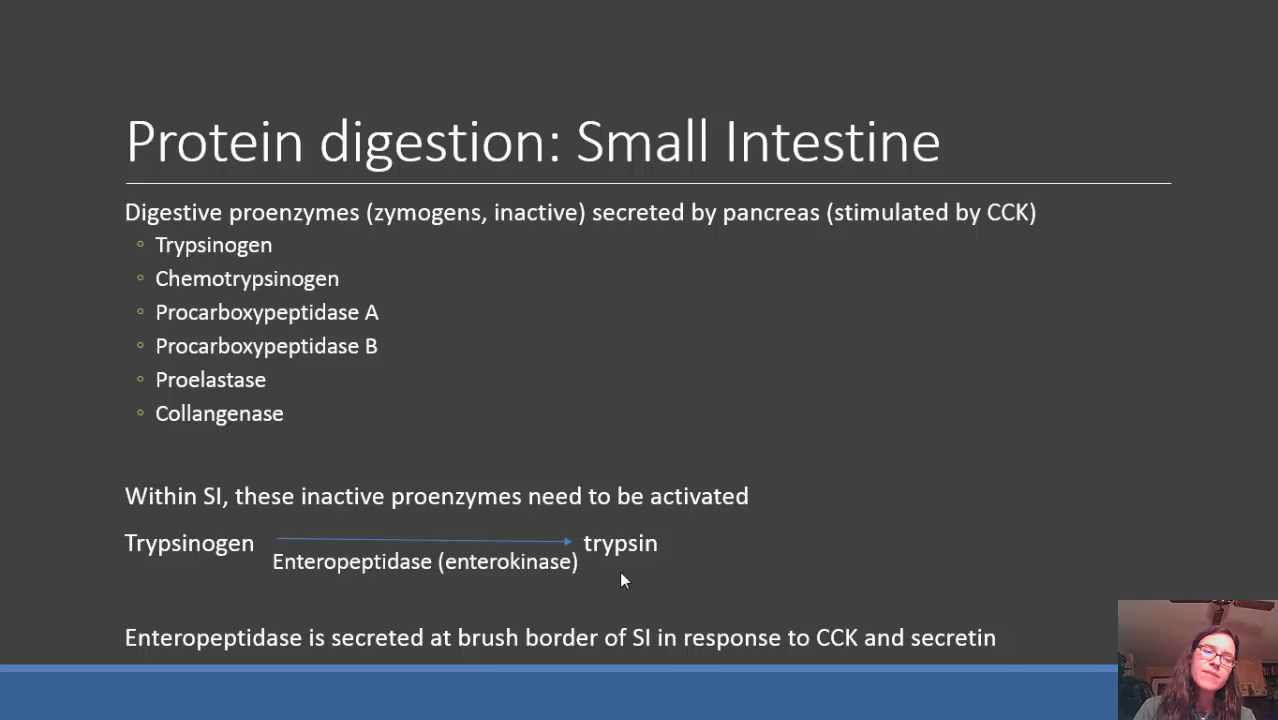 Protein digestion: Small Intestine
Digestive proenzymes (zymogens, inactive) secreted by pancreas (stimulated by CCK)
◦ Trypsinogen
◦ Chemotrypsinogen
◦ Procarboxypeptidase A
◦ Procarboxypeptidase B
◦ Proelastase
◦ Collangenase
Within SI, these inactive proenzymes need to be activated
Trypsinogen trypsin
Enteropeptidase (enterokinase)
Enteropeptidase is secreted at brush border of SI in response to CCK and secretin